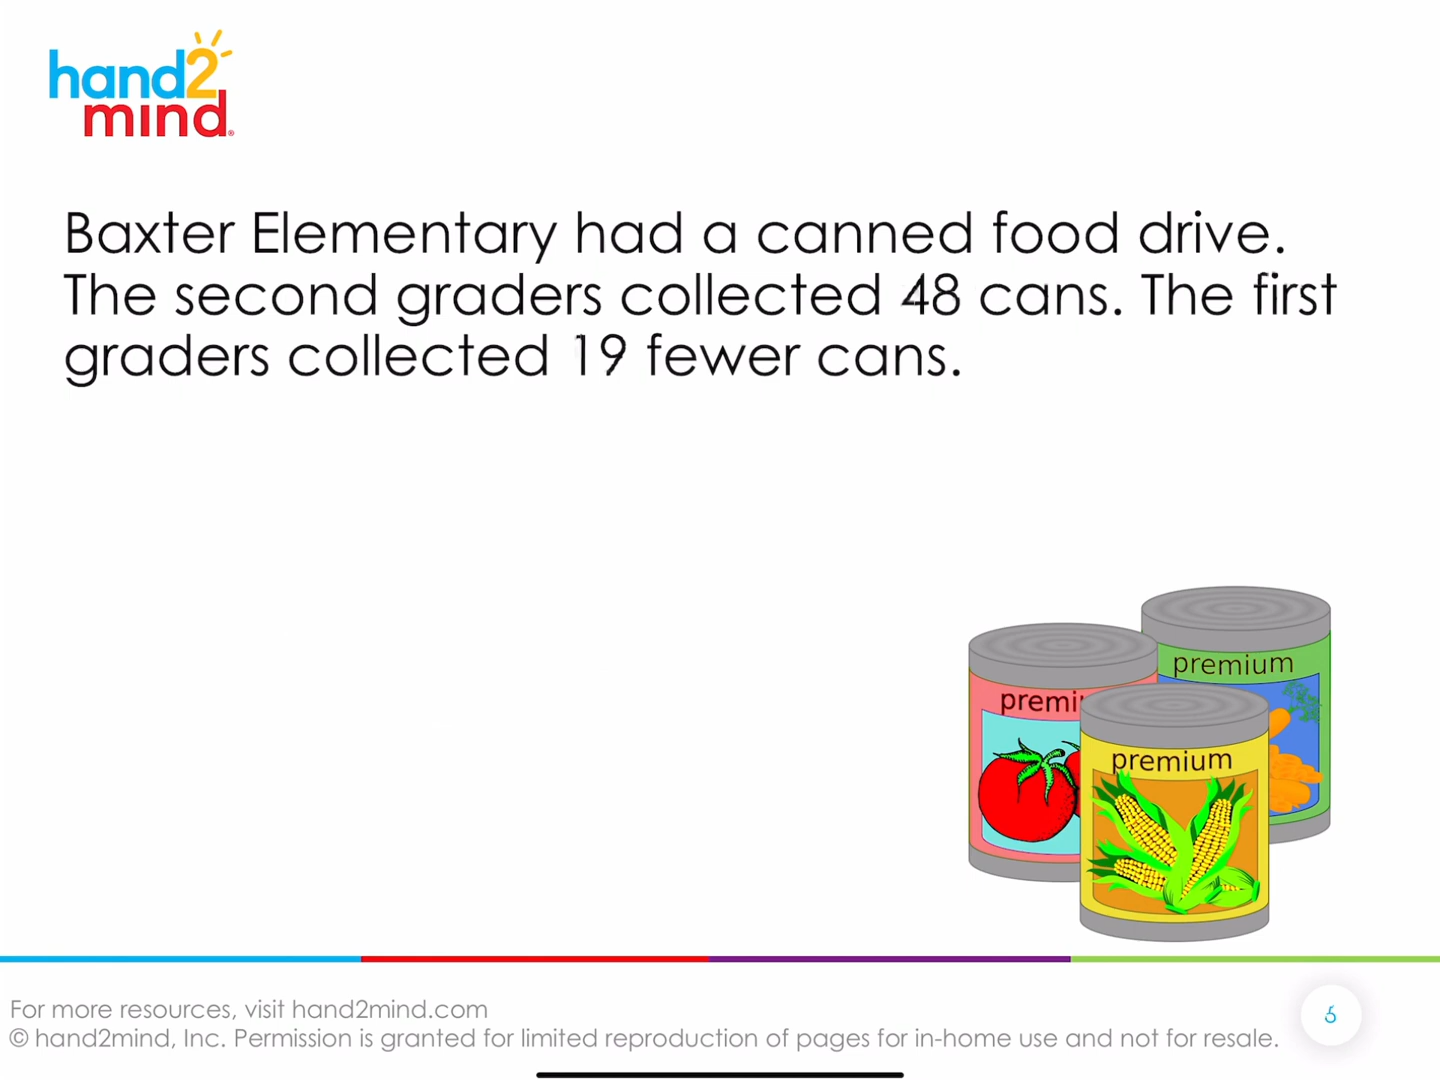 hand2
mind®
Baxter Elementary had a canned food drive.
The second graders collected 48 cans. The first
graders collected 19 fewer cans.
premium
premiu
premium
For more resources, visit hand2mind.com
© hand2mind, Inc. Permission is granted for limited reproduction of pages for in-home use and not for resale.